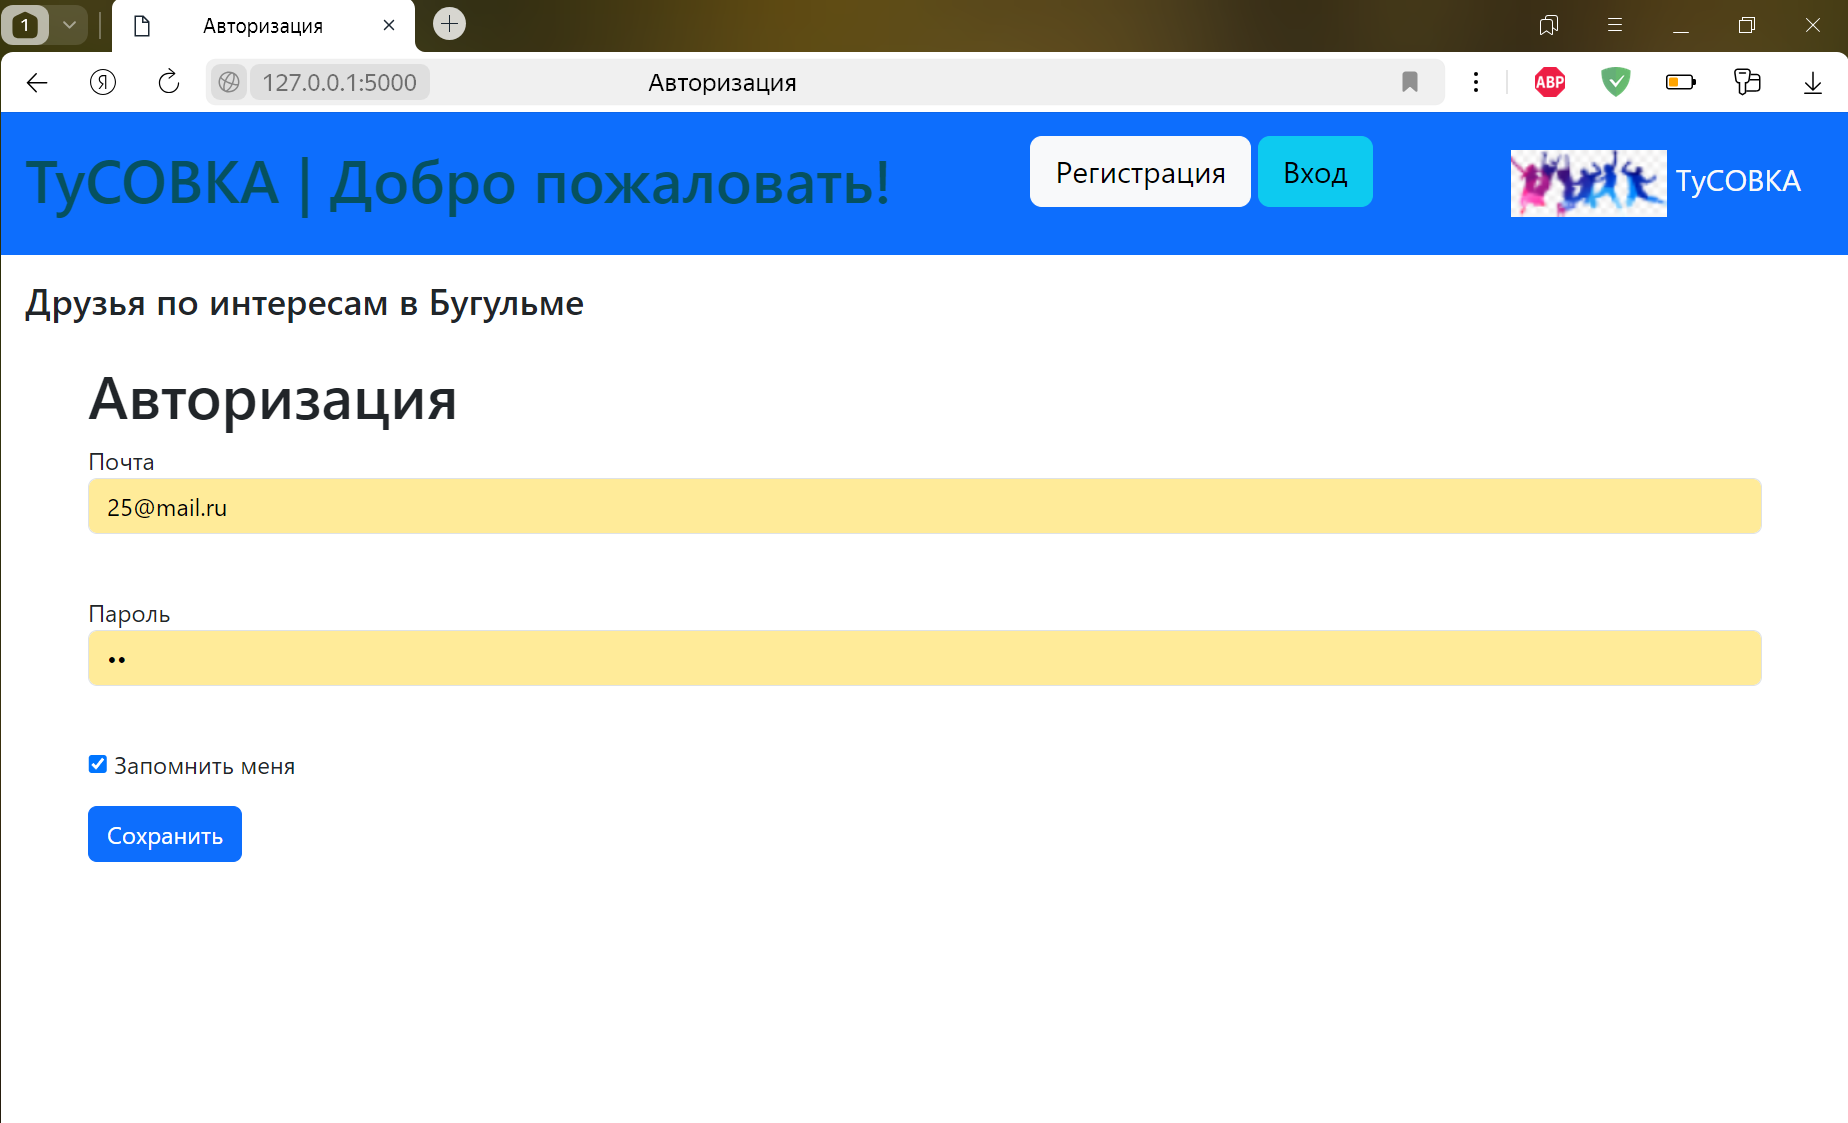 1
Авторизация
Я
127.0.0.1:5000
Авторизация
ABP
ТуСОВКА | Добро пожаловать!
Регистрация
Вход
ТуСОВКА
Друзья по интересам в Бугульме
Авторизация
Почта
25@mail.ru
Пароль
••
Запомнить меня
Сохранить